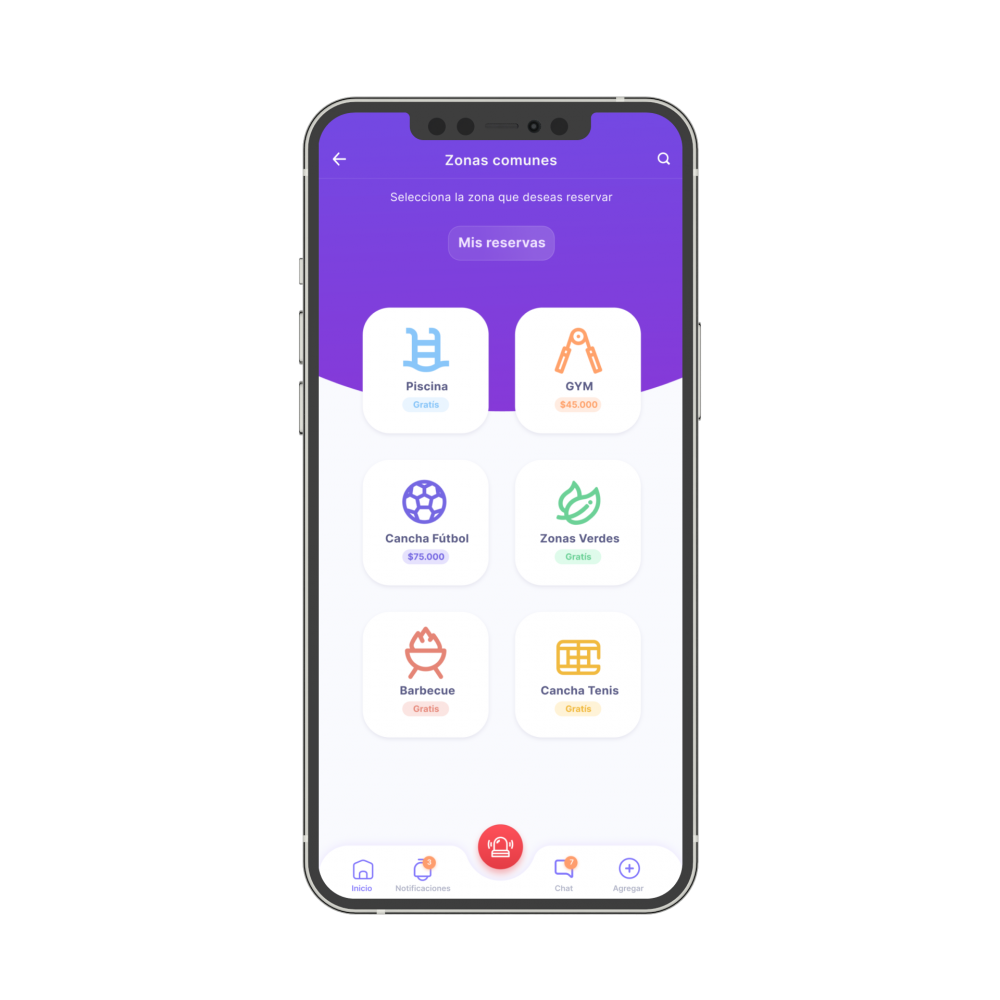 Zonas comunes
Selecciona la zona que deseas reservar
Mis reservas
Piscina
Gratis
GYM
$45.000
Cancha Fútbol
$75.000
Zonas Verdes
Gratis
Barbecue
Gratis
Cancha Tenis
Gratis
3
7
Inicio
Notificaciones
Chat
Agregar